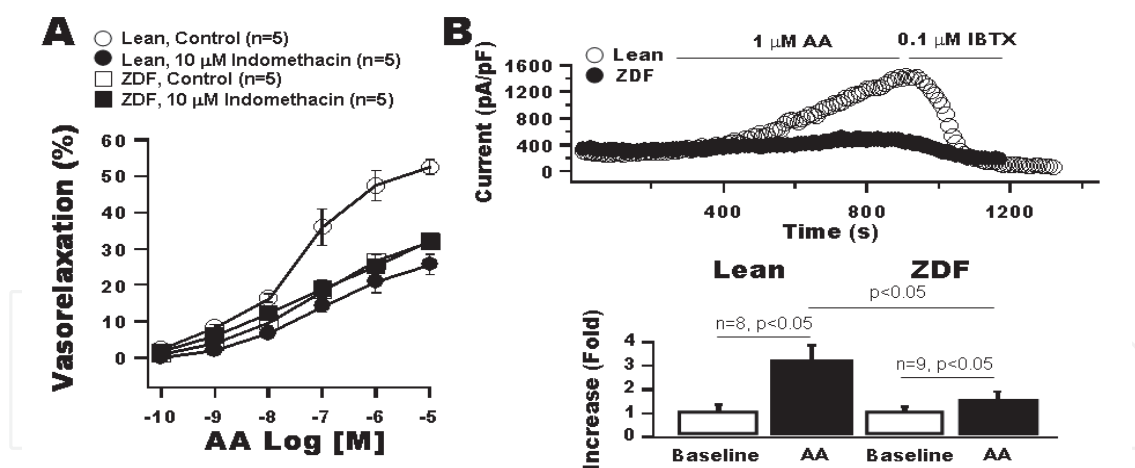 A
Lean, Control (n=5)
Lean, 10 μM Indomethacin (n=5)
ZDF, Control (n=5)
ZDF, 10 μM Indomethacin (n=5)
Vasorelaxation (%)
60
50
40
30
20
10
0
-10 -9 -8 -7 -6 -5
AA Log [M]
B
1 μM AA 0.1 μM IBTX
Lean
ZDF
Current (pA/pF)
1600
1200
800
400
0
400 800 1200
Time (s)
Lean ZDF
p<0.05
n=8, p<0.05
n=9, p<0.05
Increase (Fold)
4
3
2
1
0
Baseline AA Baseline AA